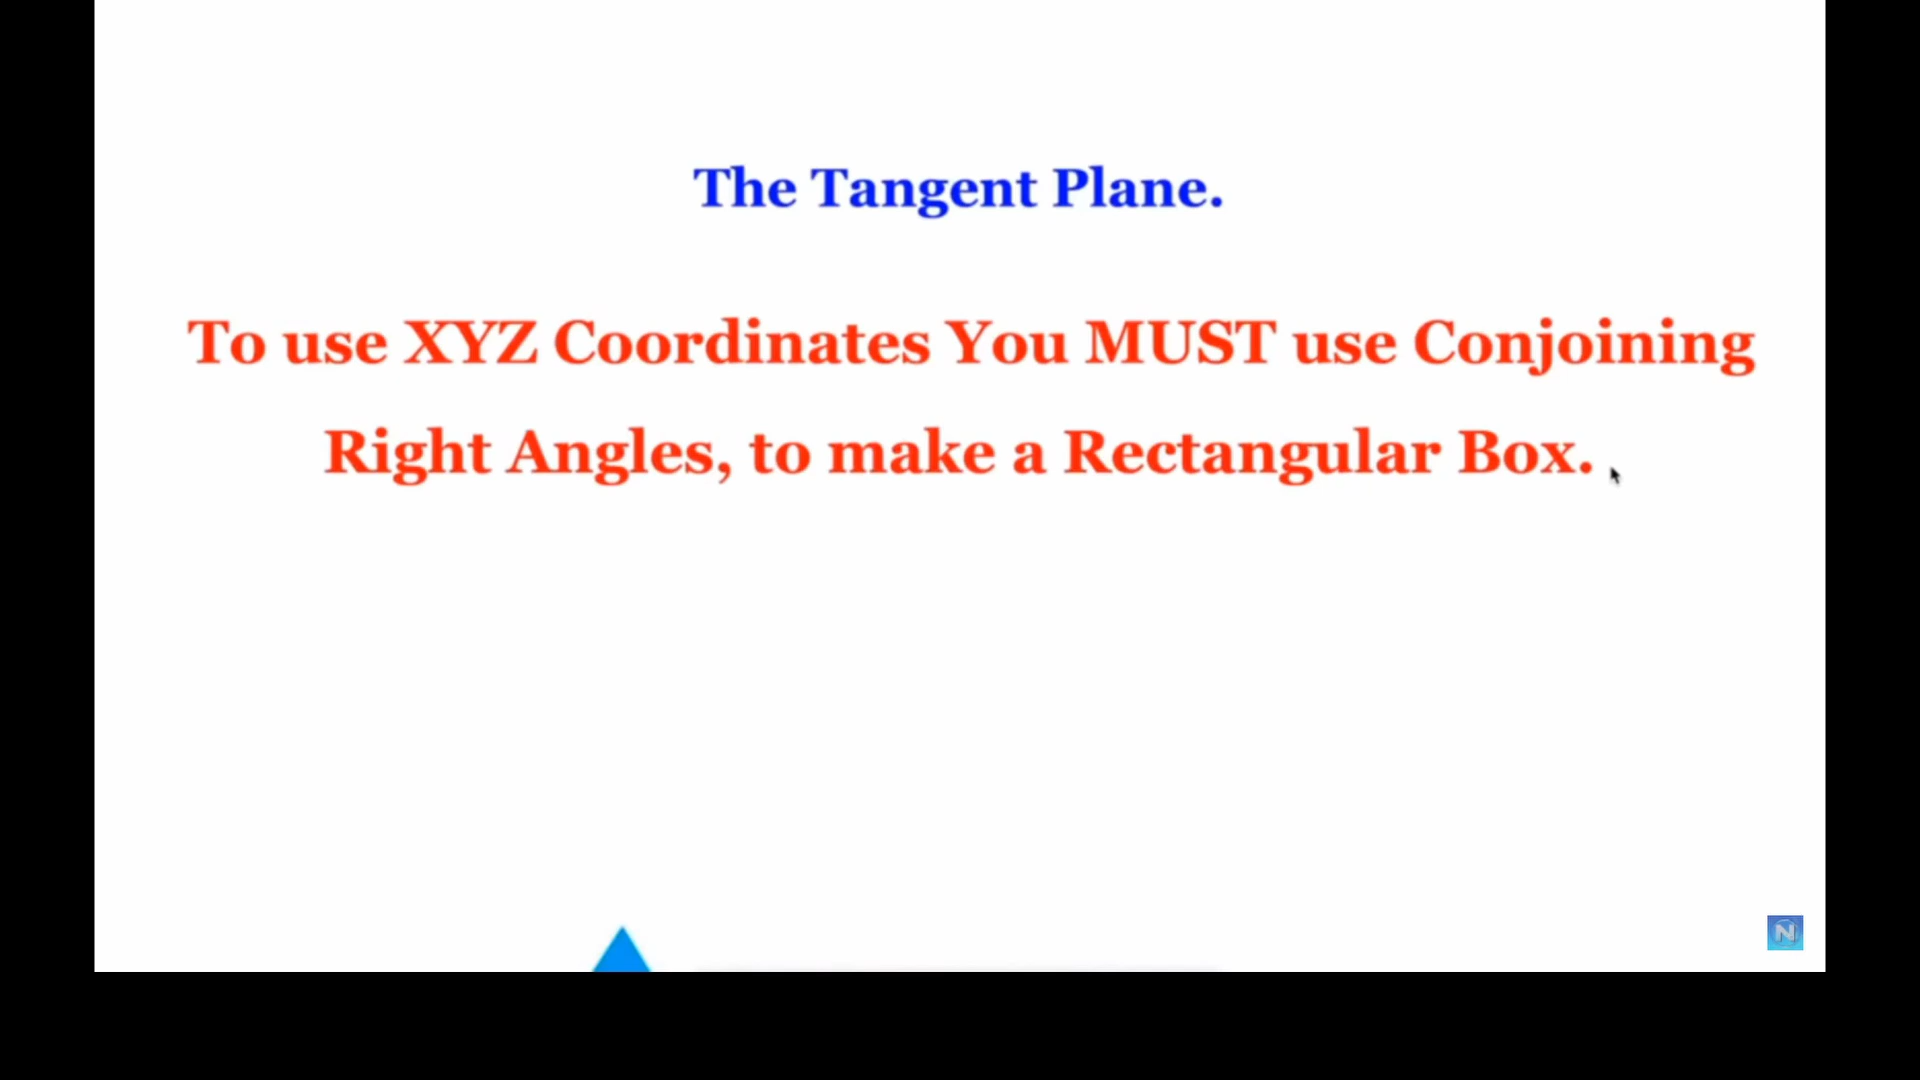 The Tangent Plane.
To use XYZ Coordinates You MUST use Conjoining
Right Angles, to make a Rectangular Box.
N